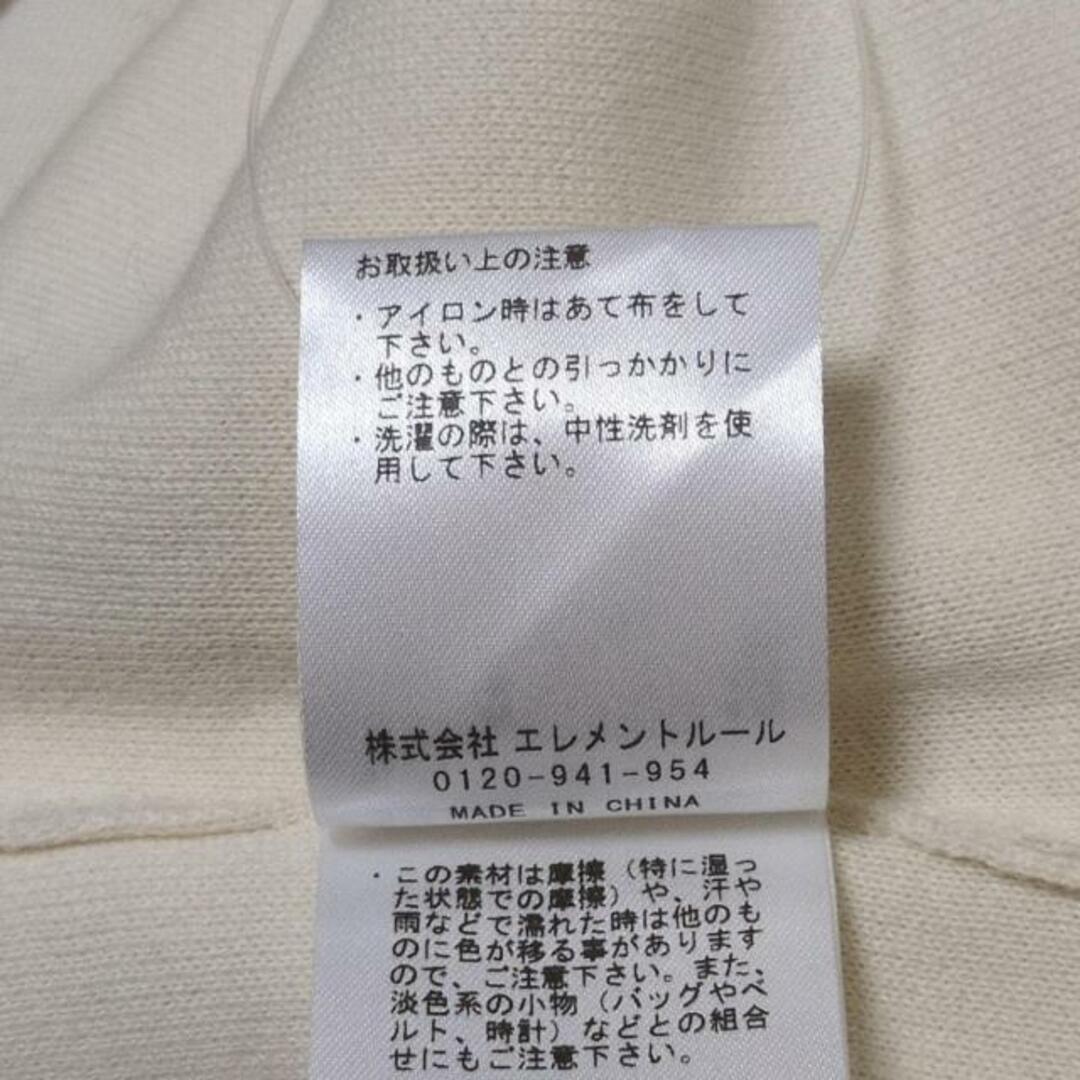 お取扱い上の注意
・アイロン時はあて布をして
下さい。
・他のものとの引っかかりに
ご注意下さい。
・洗濯の際は、中性洗剤を使
用して下さい。
株式会社 エレメントルール
0120-941-954
MADE IN CHINA
・この素材は摩擦（特に湿っ
た状態での摩擦）や、汗や
雨などで濡れた時は他のも
のに色が移る事があります
ので、ご注意下さい。また、
淡色系の小物（バッグやベ
ルト、時計）などとの組合
せにもご注意下さい。